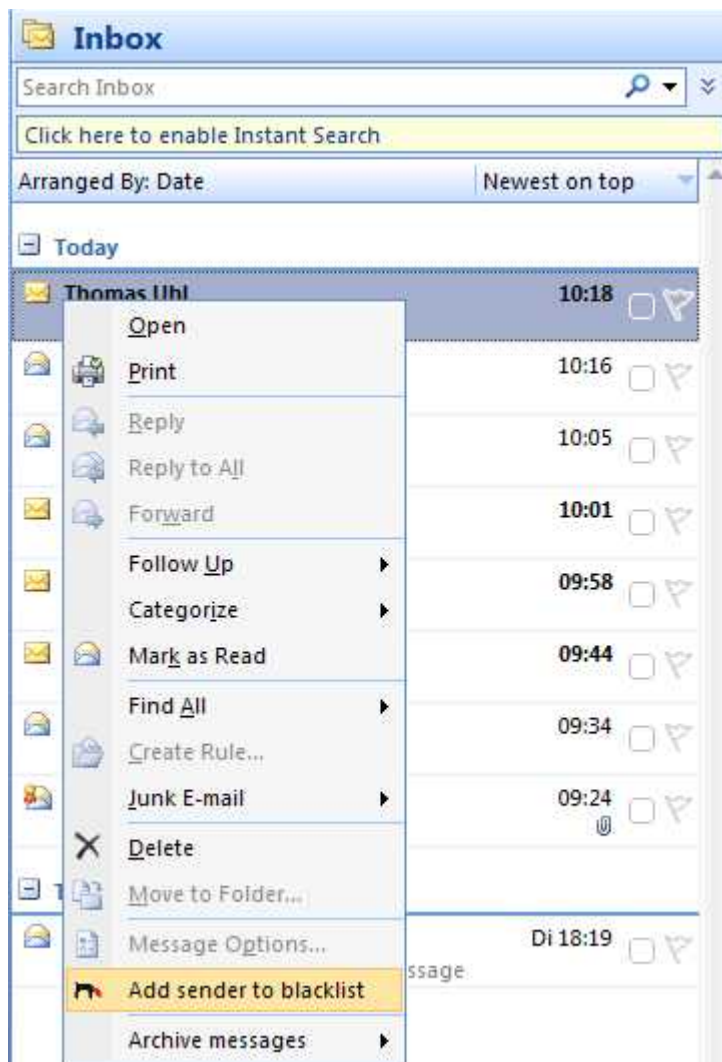 Inbox
Search Inbox
Click here to enable Instant Search
Arranged By: Date Newest on top
Today
Thomas Uhl 10:18
Open
Print 10:16
Reply 10:05
Reply to All
Forward 10:01
Follow Up 09:58
Categorize
Mark as Read 09:44
Find All 09:34
Create Rule...
Junk E-mail 09:24
Delete
Move to Folder...
Message Options... Di 18:19
ssage
Add sender to blacklist
Archive messages